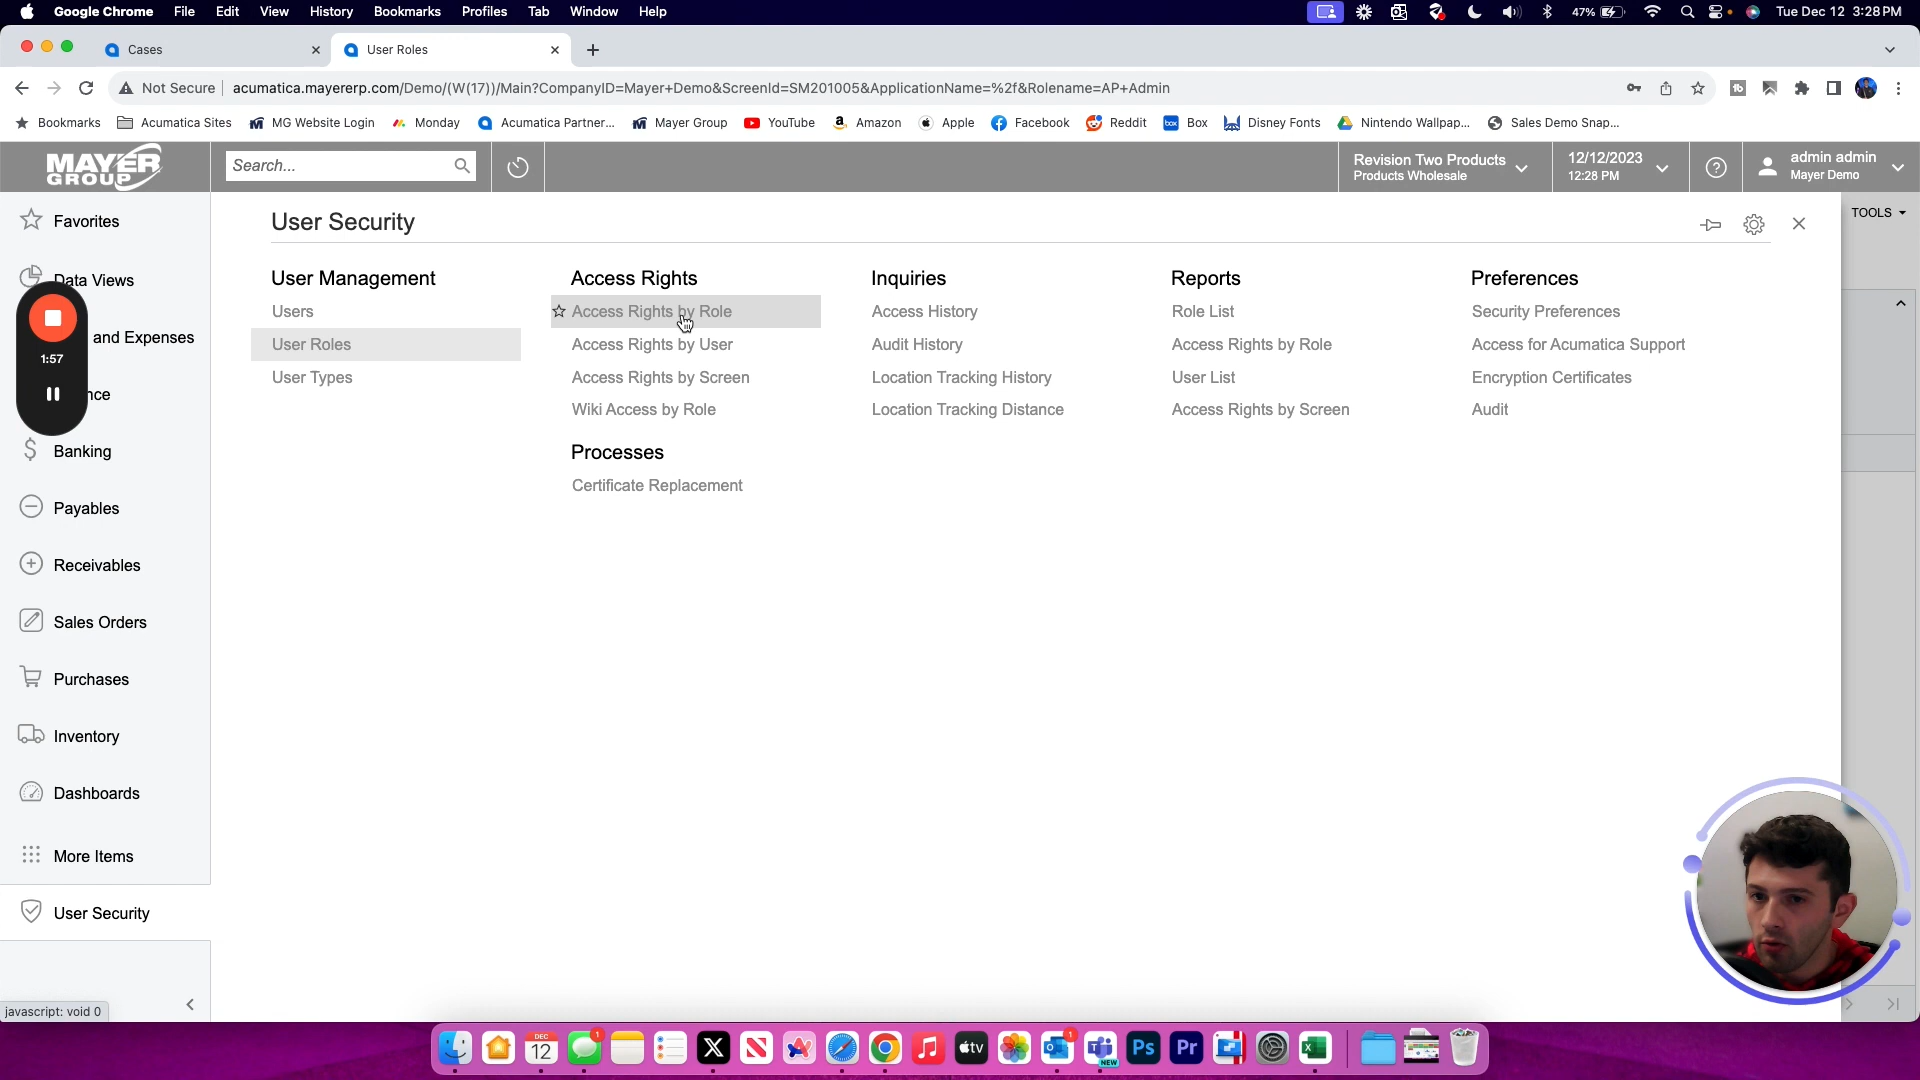 Google Chrome File Edit View History Bookmarks Profiles Tab Window Help 47% Tue Dec 12 3:28 PM
Cases User Roles
Not Secure acumatica.mayererp.com/Demo/(W(17))/Main?CompanyID=Mayer+Demo&ScreenId=SM201005&ApplicationName=%2f&Rolename=AP+Admin
Bookmarks Acumatica Sites MG Website Login Monday Acumatica Partner... Mayer Group YouTube Amazon Apple Facebook Reddit Box Disney Fonts Nintendo Wallpap... Sales Demo Snap...
MAYER
GROUP
Search...
Revision Two Products
Products Wholesale
12/12/2023
12:28 PM
admin admin
Mayer Demo
TOOLS
Favorites
Data Views
and Expenses
1:57
nce
Banking
Payables
Receivables
Sales Orders
Purchases
Inventory
Dashboards
More Items
User Security
javascript: void 0
User Security
User Management
Users
User Roles
User Types
Access Rights
Access Rights by Role
Access Rights by User
Access Rights by Screen
Wiki Access by Role
Processes
Certificate Replacement
Inquiries
Access History
Audit History
Location Tracking History
Location Tracking Distance
Reports
Role List
Access Rights by Role
User List
Access Rights by Screen
Preferences
Security Preferences
Access for Acumatica Support
Encryption Certificates
Audit
DEC
12
1
tv
1
NEW
Ps
Pr